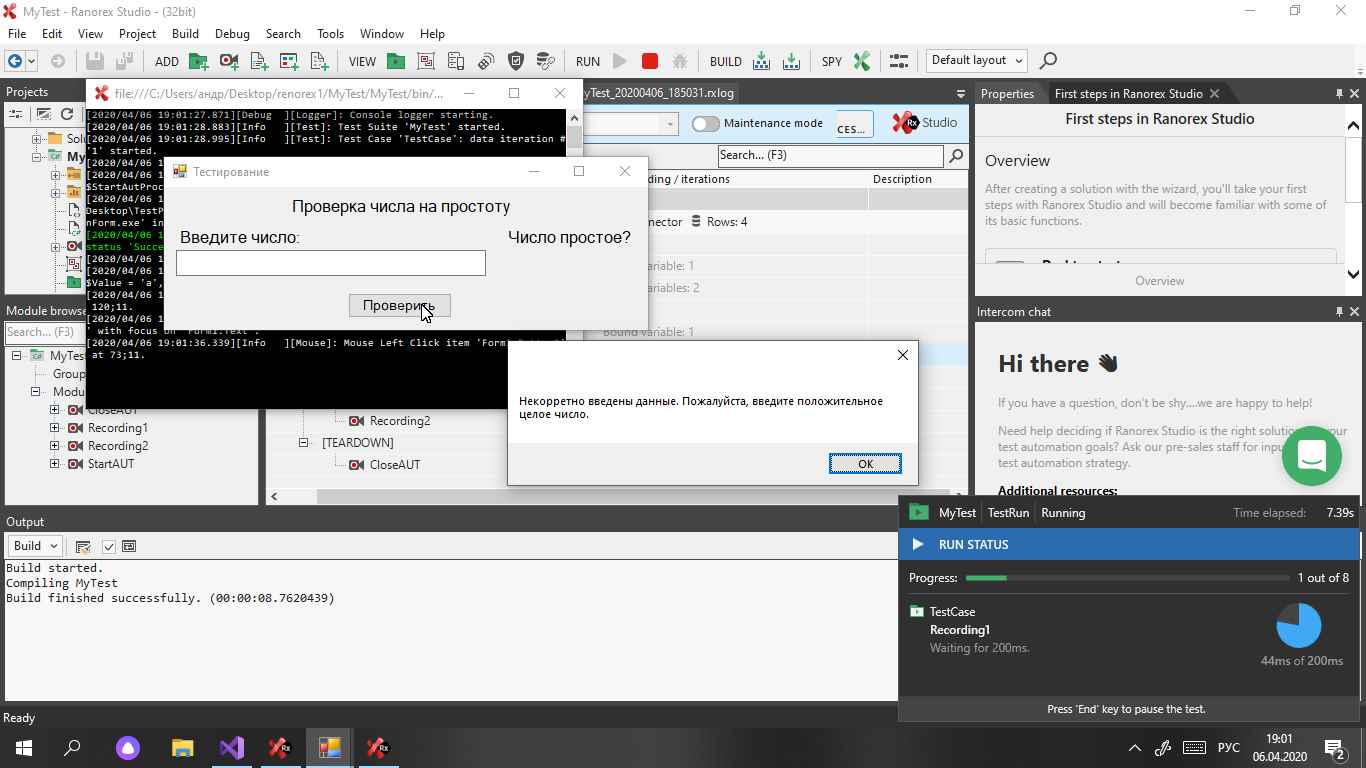 MyTest - Ranorex Studio - (32bit)
File Edit View Project Build Debug Search Tools Window Help
ADD VIEW RUN BUILD SPY Default layout
Projects
file:///C:/Users/андр/Desktop/renorex1/MyTest/MyTest/bin/...
yTest_20200406_185031.rxlog
Properties First steps in Ranorex Studio
[2020/04/06 19:01:27.871][Debug ][Logger]: Console logger starting.
[2020/04/06 19:01:28.883][Info ][Test]: Test Suite 'MyTest' started.
[2020/04/06 19:01:28.995][Info ][Test]: Test Case 'TestCase': data iteration #
'1' started.
[2020/04/06 1
$StartAutProc
[2020/04/06 1
Desktop\TestP
nForm.exe' in
[2020/04/06 1
status 'Succe
[2020/04/06 1
[2020/04/06 1
$Value = 'a',
[2020/04/06 1
120;11.
[2020/04/06 1
' with focus on 'Form1.Text'.
[2020/04/06 19:01:36.339][Info ][Mouse]: Mouse Left Click item 'Form
at 73;11.
Sol
My
Maintenance mode
CES...
Studio
Search... (F3)
ding / iterations Description
nector Rows: 4
ariable: 1
ariables: 2
Bound variable: 1
Тестирование
Проверка числа на простоту
Введите число:
Число простое?
Проверить
Некорретно введены данные. Пожалуйста, введите положительное
целое число.
OK
First steps in Ranorex Studio
Overview
After creating a solution with the wizard, you'll take your first
steps with Ranorex Studio and will become familiar with some of
its basic functions.
Overview
Intercom chat
Hi there
If you have a question, don't be shy....we are happy to help!
Need help deciding if Ranorex Studio is the right solutio your
test automation goals? Ask our pre-sales staff for inpu
test automation strategy.
Additional resources:
Module browse
Search... (F3)
MyTes
Group
Modu
CloseAUT
Recording1
Recording2
StartAUT
Recording2
[TEARDOWN]
CloseAUT
Output
Build
Build started.
Compiling MyTest
Build finished successfully. (00:00:08.7620439)
MyTest TestRun Running Time elapsed: 7.39s
RUN STATUS
Progress: 1 out of 8
TestCase
Recording1
Waiting for 200ms.
44ms of 200ms
Press 'End' key to pause the test.
Ready
РУС
19:01
06.04.2020
2